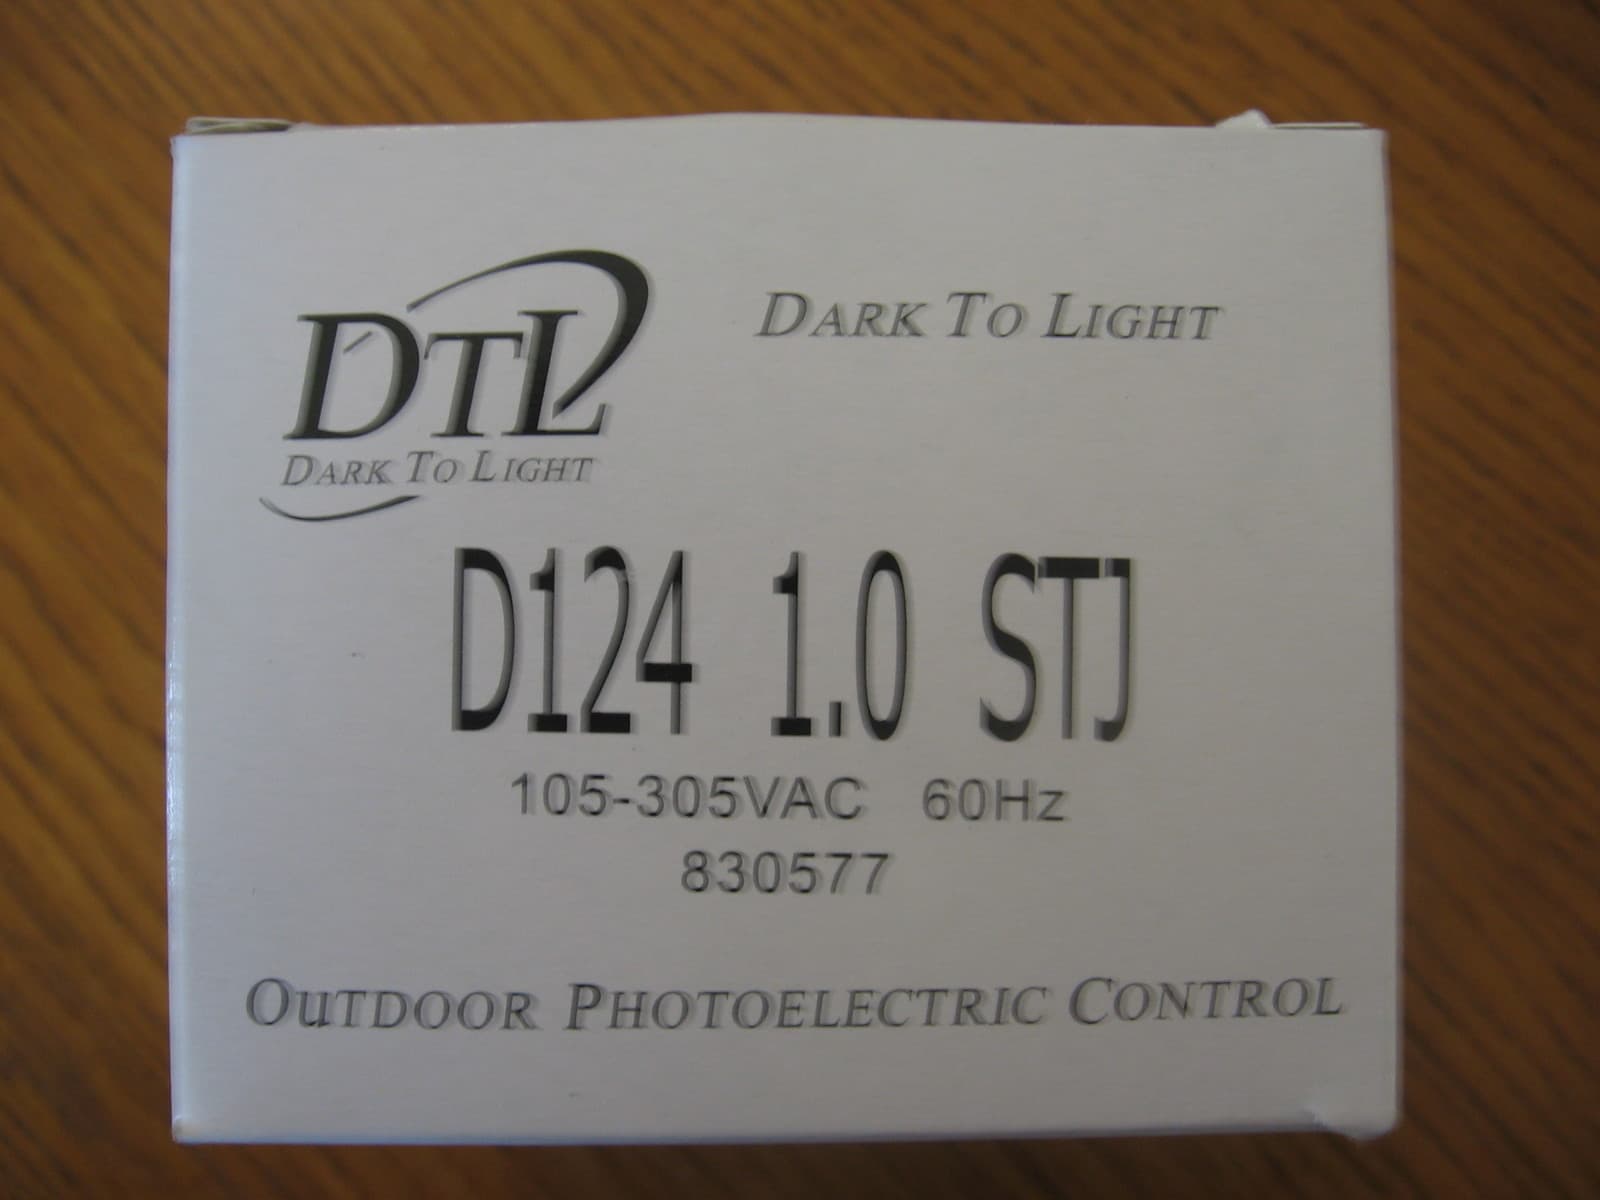 DTL
DARK TO LIGHT
DARK TO LIGHT
D124 1.0 STJ
105-305VAC 60Hz
830577
OUTDOOR PHOTOELECTRIC CONTROL